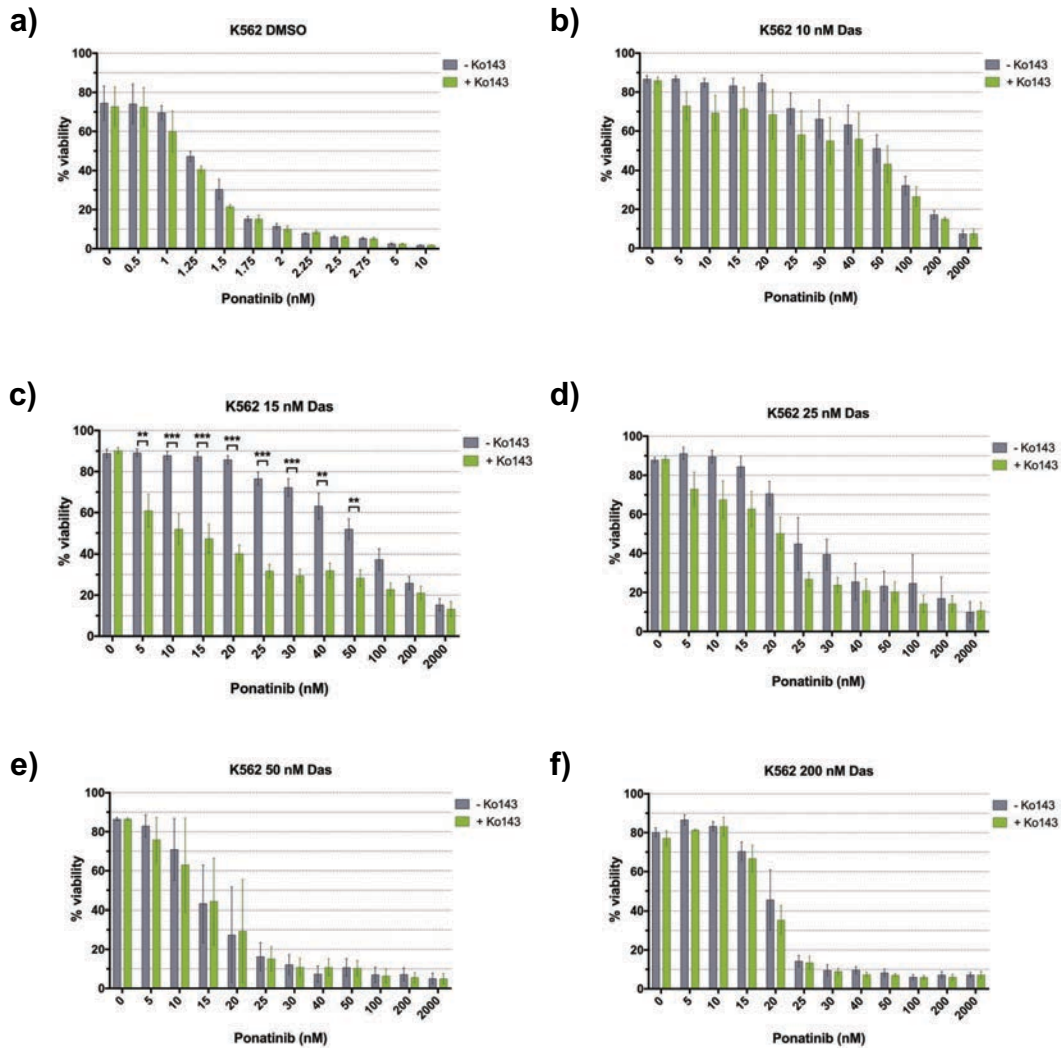 a)
K562 DMSO
% viability
100
80
60
40
20
0
0 0.5 1 1.25 1.5 1.75 2 2.25 2.5 2.75 5 10
Ponatinib (nM)
- Ko143
+ Ko143
b)
K562 10 nM Das
% viability
100
80
60
40
20
0
0 5 10 15 20 25 30 40 50 100 200 2000
Ponatinib (nM)
- Ko143
+ Ko143
c)
K562 15 nM Das
% viability
100
80
60
40
20
0
** *** *** *** *** *** ** **
0 5 10 15 20 25 30 40 50 100 200 2000
Ponatinib (nM)
- Ko143
+ Ko143
d)
K562 25 nM Das
% viability
100
80
60
40
20
0
0 5 10 15 20 25 30 40 50 100 200 2000
Ponatinib (nM)
- Ko143
+ Ko143
e)
K562 50 nM Das
% viability
100
80
60
40
20
0
0 5 10 15 20 25 30 40 50 100 200 2000
Ponatinib (nM)
- Ko143
+ Ko143
f)
K562 200 nM Das
% viability
100
80
60
40
20
0
0 5 10 15 20 25 30 40 50 100 200 2000
Ponatinib (nM)
- Ko143
+ Ko143